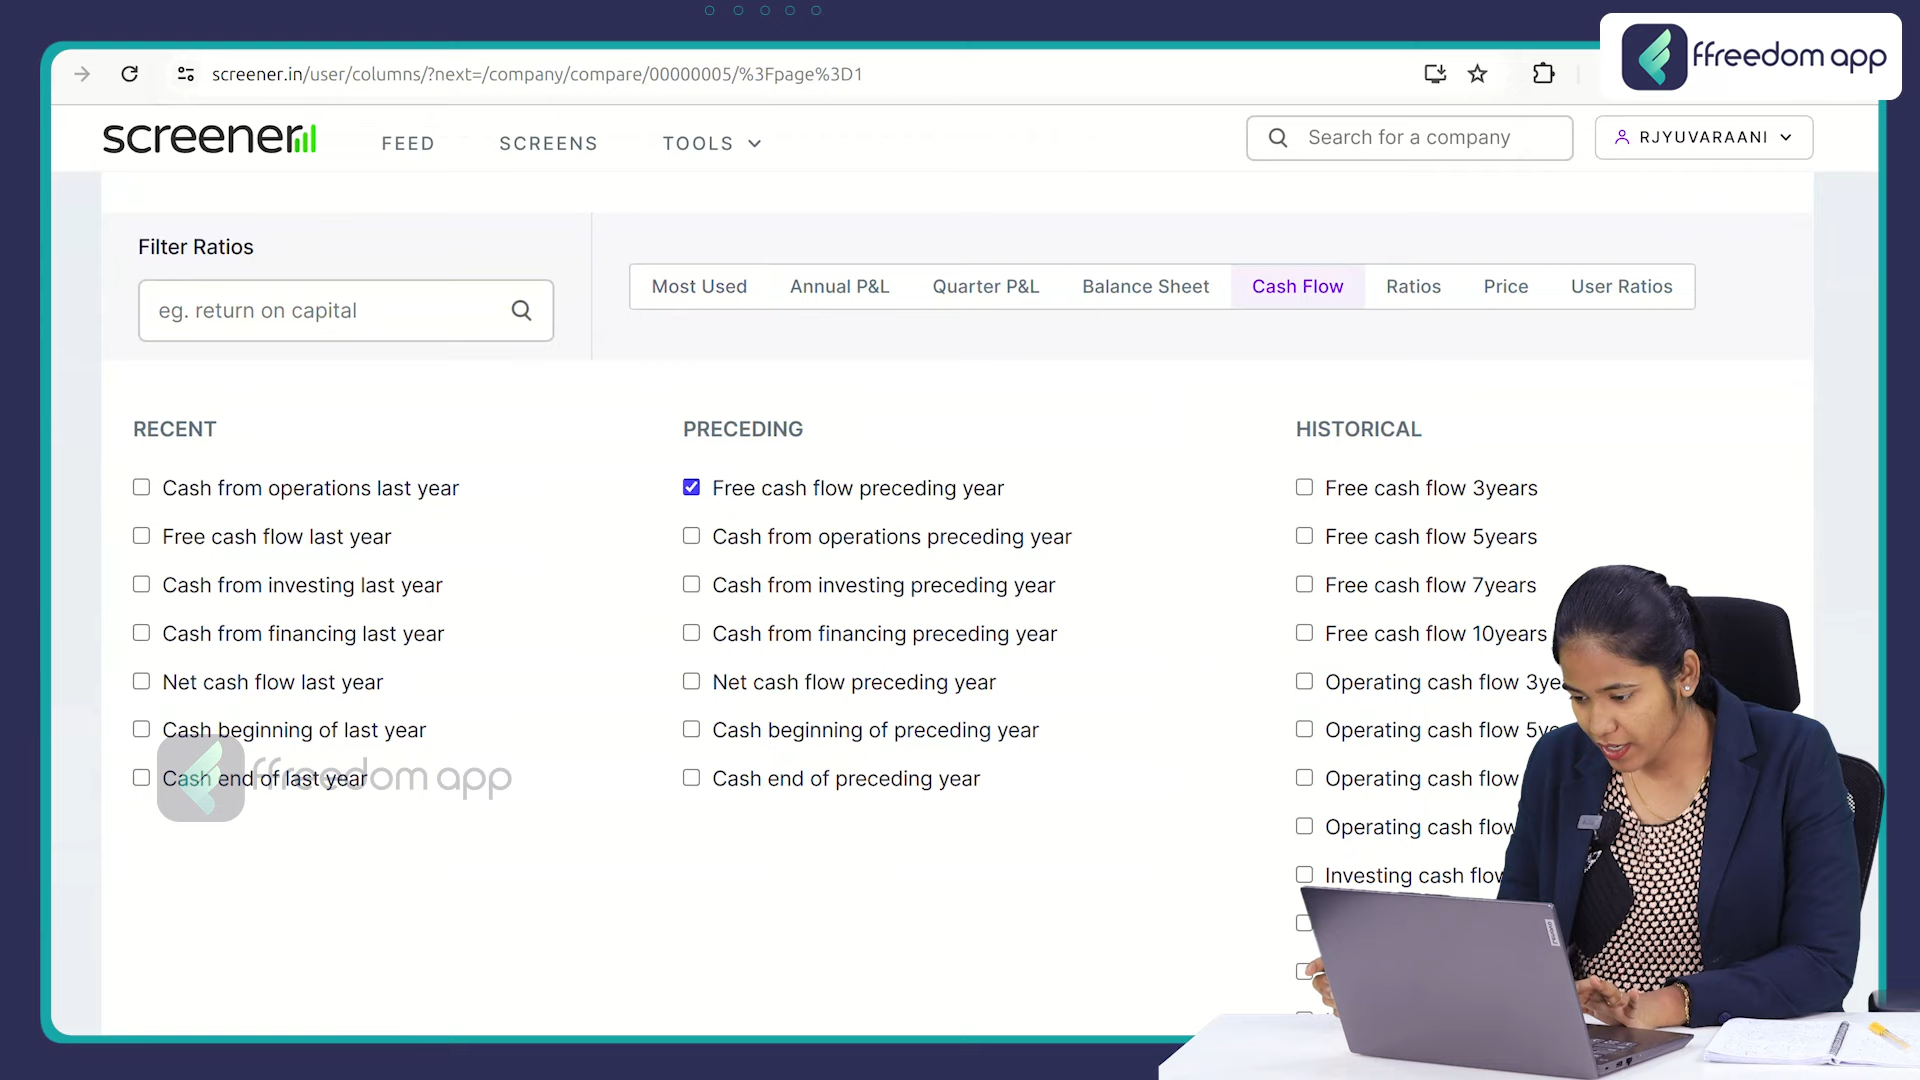 screener.in/user/columns/?next=/company/compare/00000005/%3Fpage%3D1
ffreedom app
screener
FEED
SCREENS
TOOLS
Search for a company
RJYUVARAANI
Filter Ratios
eg. return on capital
Most Used
Annual P&L
Quarter P&L
Balance Sheet
Cash Flow
Ratios
Price
User Ratios
RECENT
Cash from operations last year
Free cash flow last year
Cash from investing last year
Cash from financing last year
Net cash flow last year
Cash beginning of last year
Cash end of last year
ffreedom app
PRECEDING
Free cash flow preceding year
Cash from operations preceding year
Cash from investing preceding year
Cash from financing preceding year
Net cash flow preceding year
Cash beginning of preceding year
Cash end of preceding year
HISTORICAL
Free cash flow 3years
Free cash flow 5years
Free cash flow 7years
Free cash flow 10years
Operating cash flow
Operating cash flow
Operating cash flow
Operating cash flow
Investing cash flow